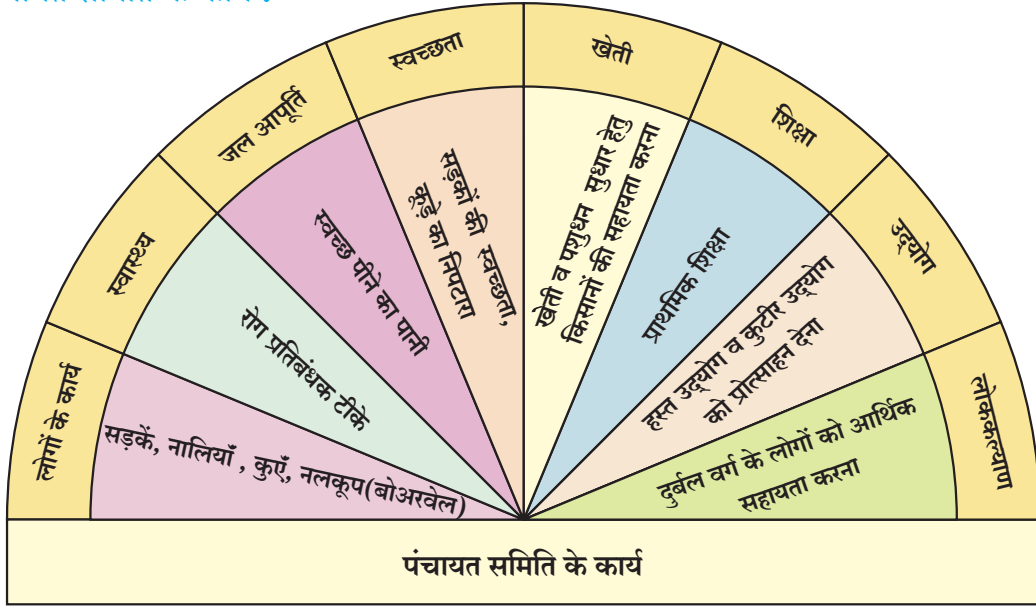 लोगों के कार्य
सड़कें, नालियाँ , कुएँ, नलकूप(बोअरवेल)
स्वास्थ्य
रोग प्रतिबंधक टीके
जल आपूर्ति
स्वच्छ पीने का पानी
स्वच्छता
सड़कों की स्वच्छता,
कूड़े का निपटारा
खेती
खेती व पशुधन सुधार हेतु
किसानों की सहायता करना
शिक्षा
प्राथमिक शिक्षा
उद्‌योग
हस्त उद्‌योग व कुटीर उद्‌योग
को प्रोत्साहन देना
लोककल्याण
दुर्बल वर्ग के लोगों को आर्थिक
सहायता करना
पंचायत समिति के कार्य